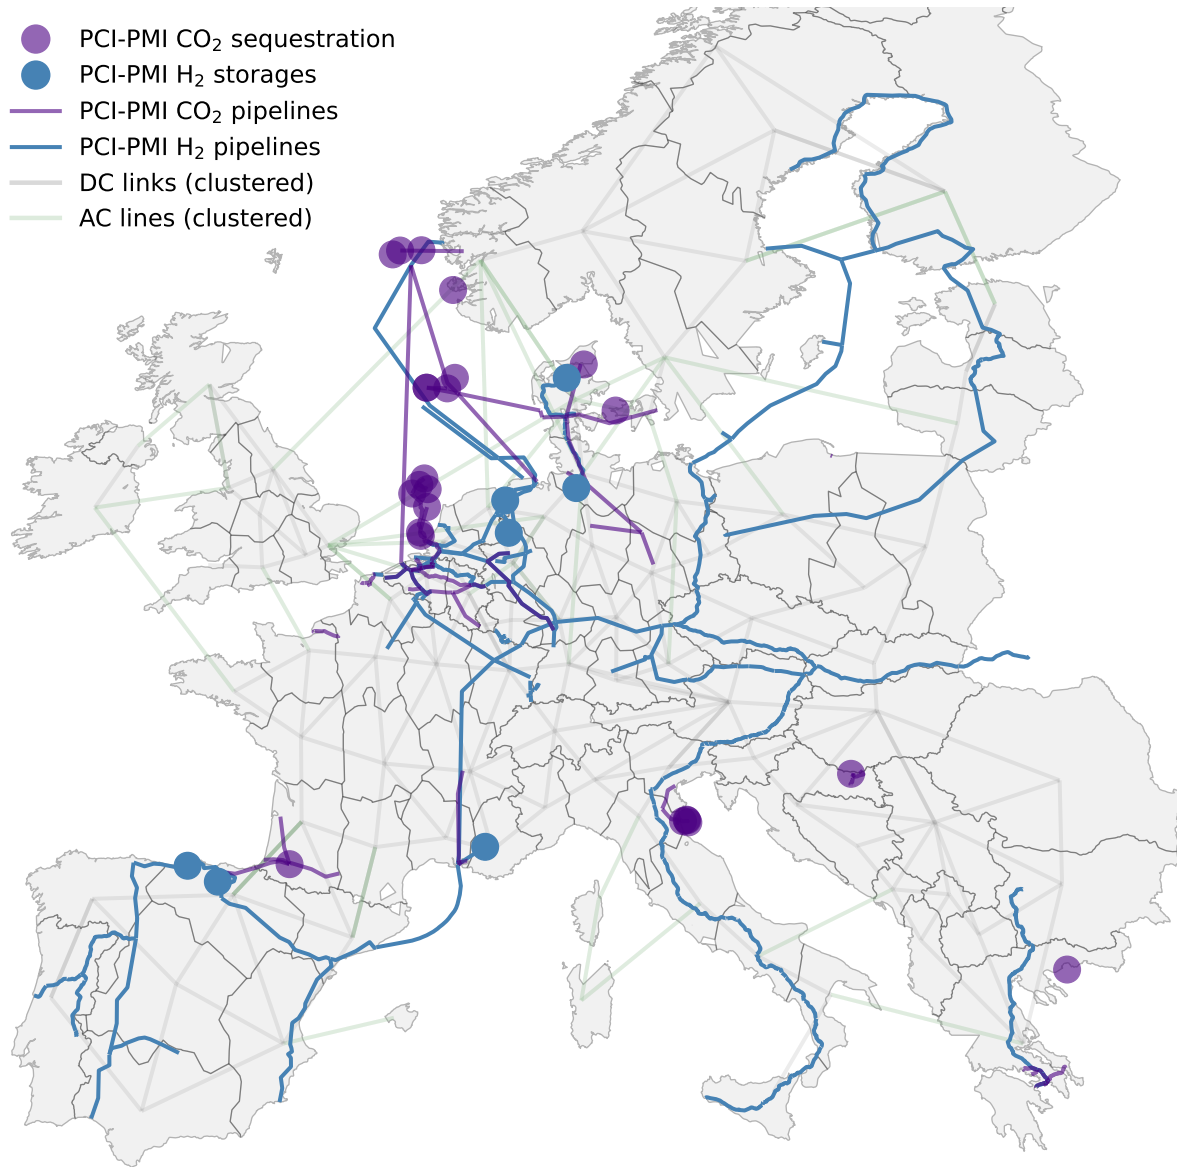 PCI-PMI CO₂ sequestration
PCI-PMI H₂ storages
PCI-PMI CO₂ pipelines
PCI-PMI H₂ pipelines
DC links (clustered)
AC lines (clustered)